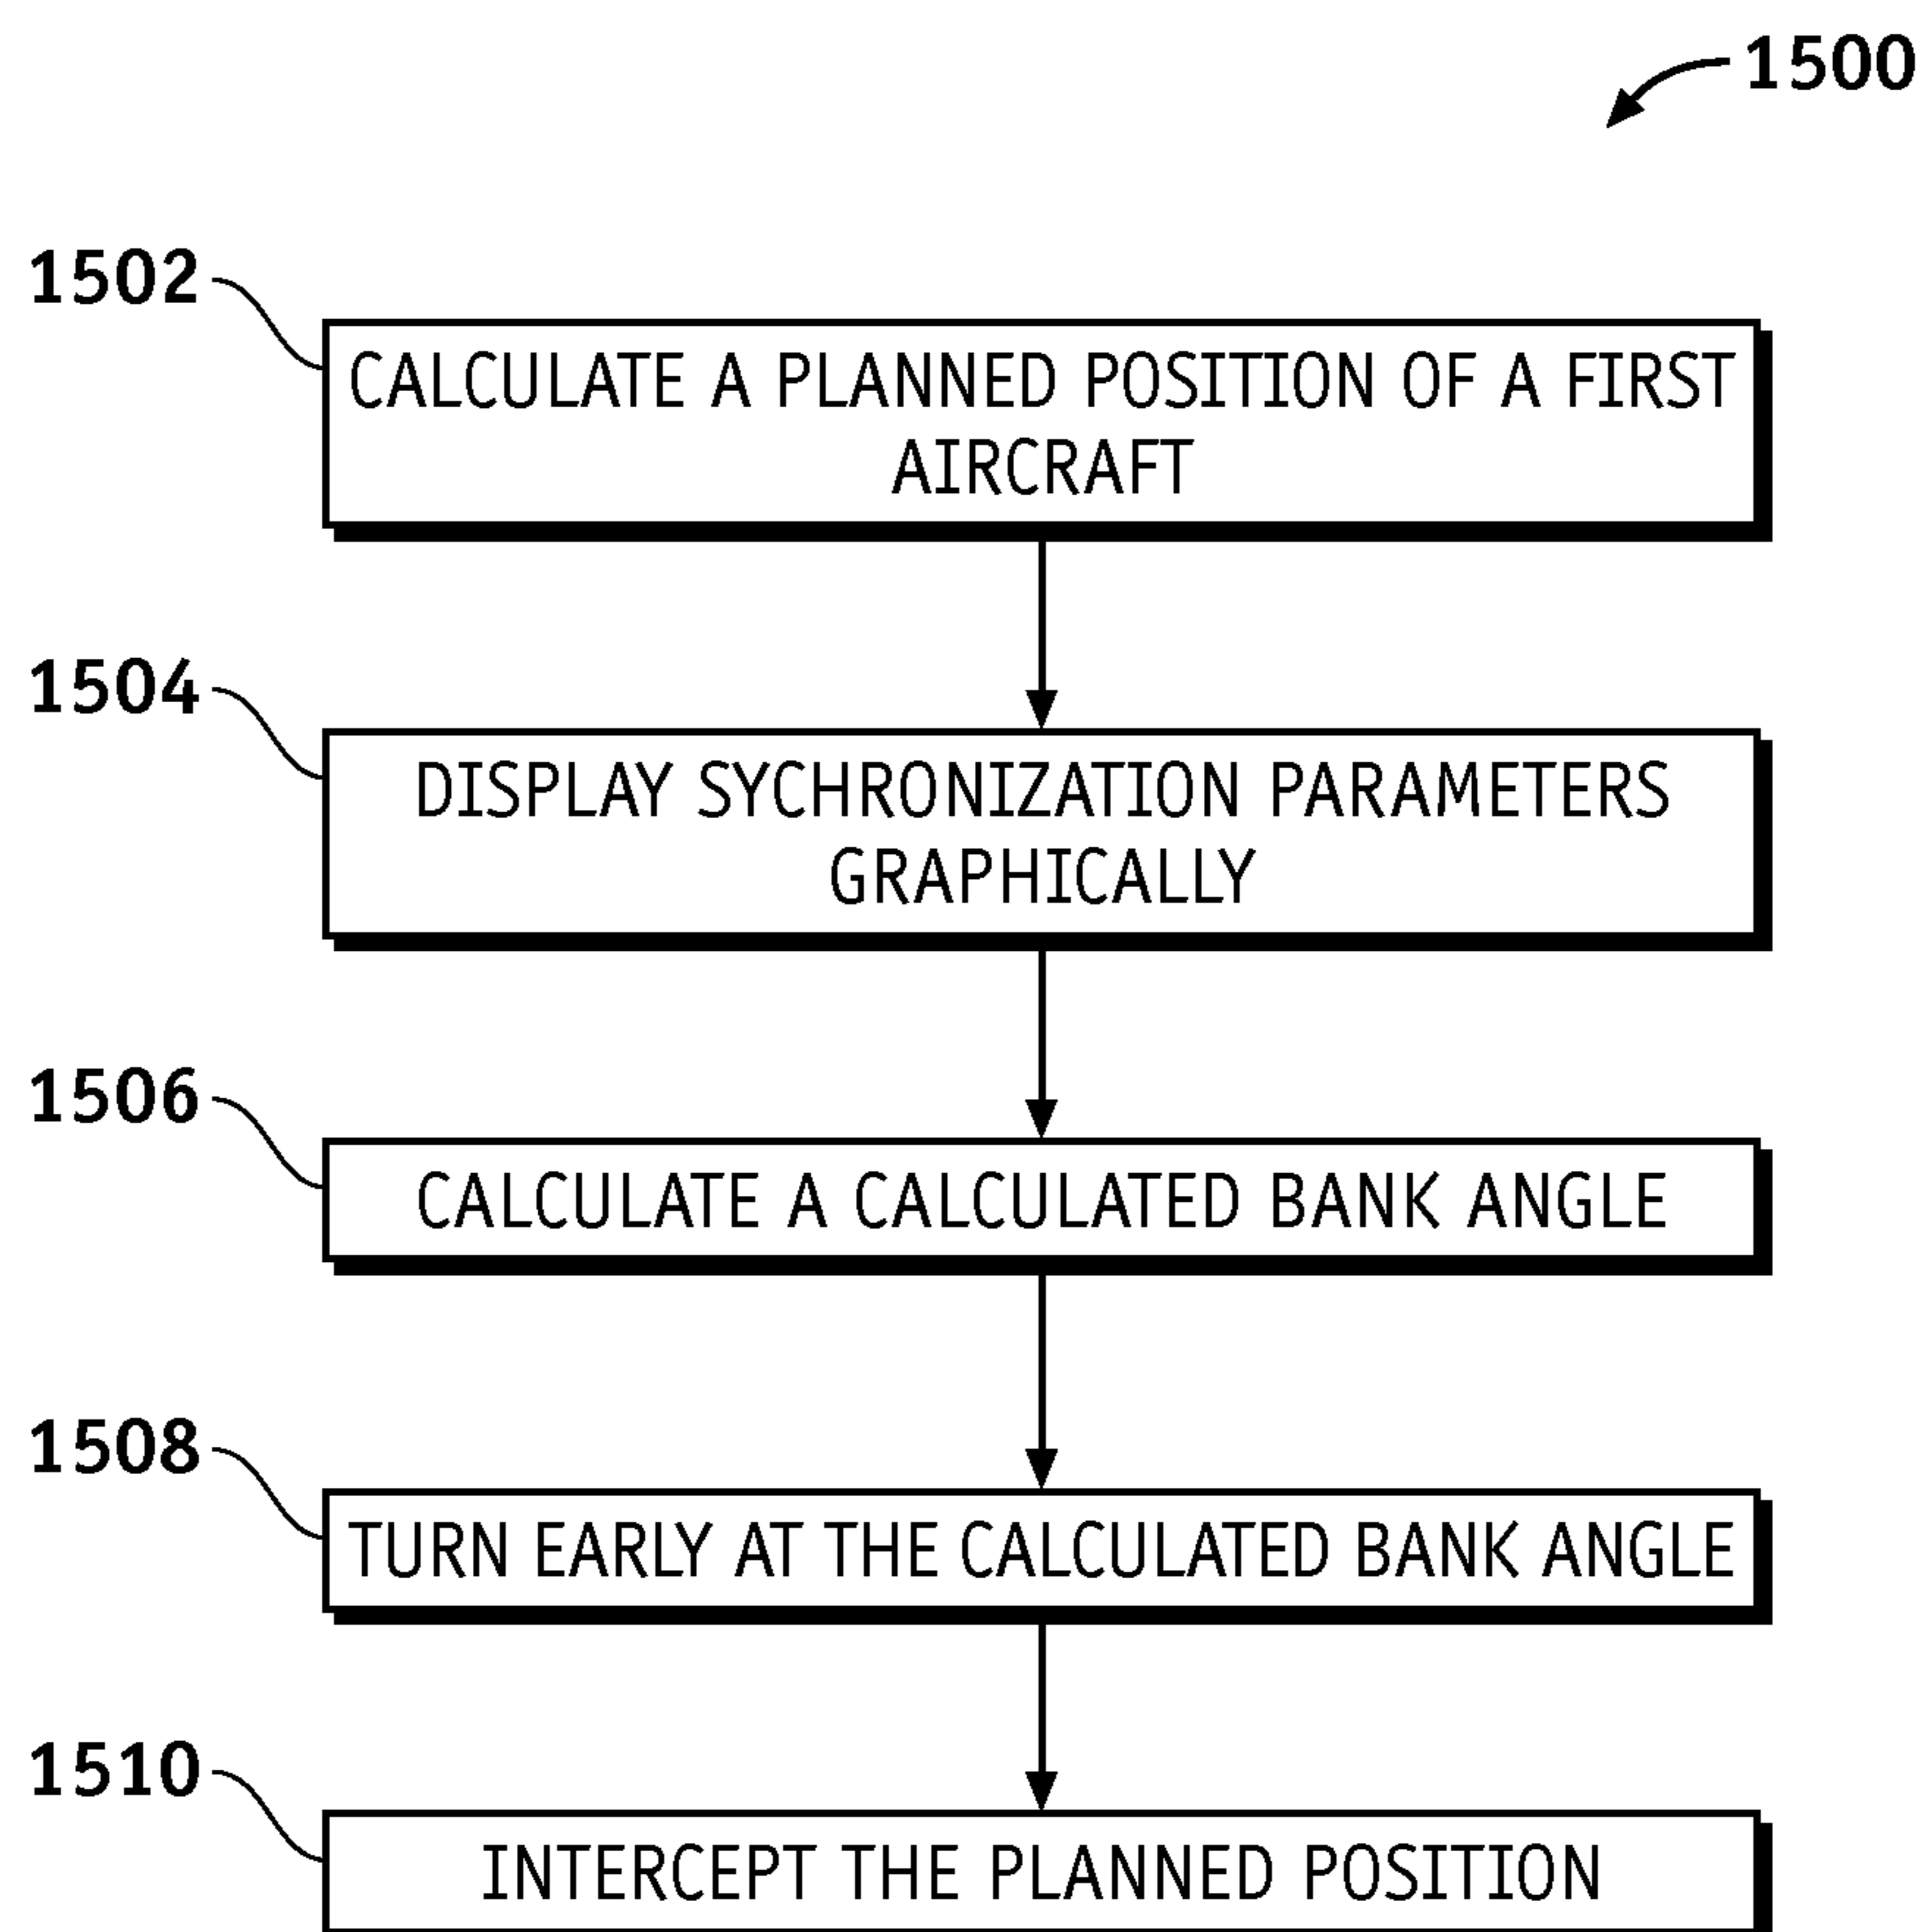 1500
1502
CALCULATE A PLANNED POSITION OF A FIRST
AIRCRAFT
1504
DISPLAY SYCHRONIZATION PARAMETERS
GRAPHICALLY
1506
CALCULATE A CALCULATED BANK ANGLE
1508
TURN EARLY AT THE CALCULATED BANK ANGLE
1510
INTERCEPT THE PLANNED POSITION